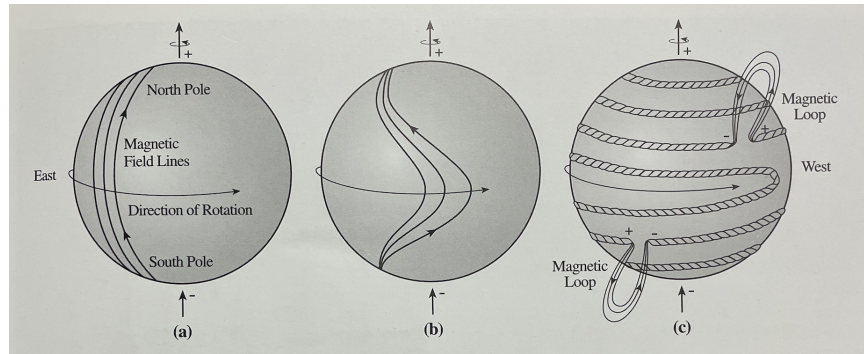 +
North Pole
Magnetic
Field Lines
East
Direction of Rotation
South Pole
-
(a)
+
-
(b)
+
Magnetic
Loop
- +
West
+ -
Magnetic
Loop
-
(c)